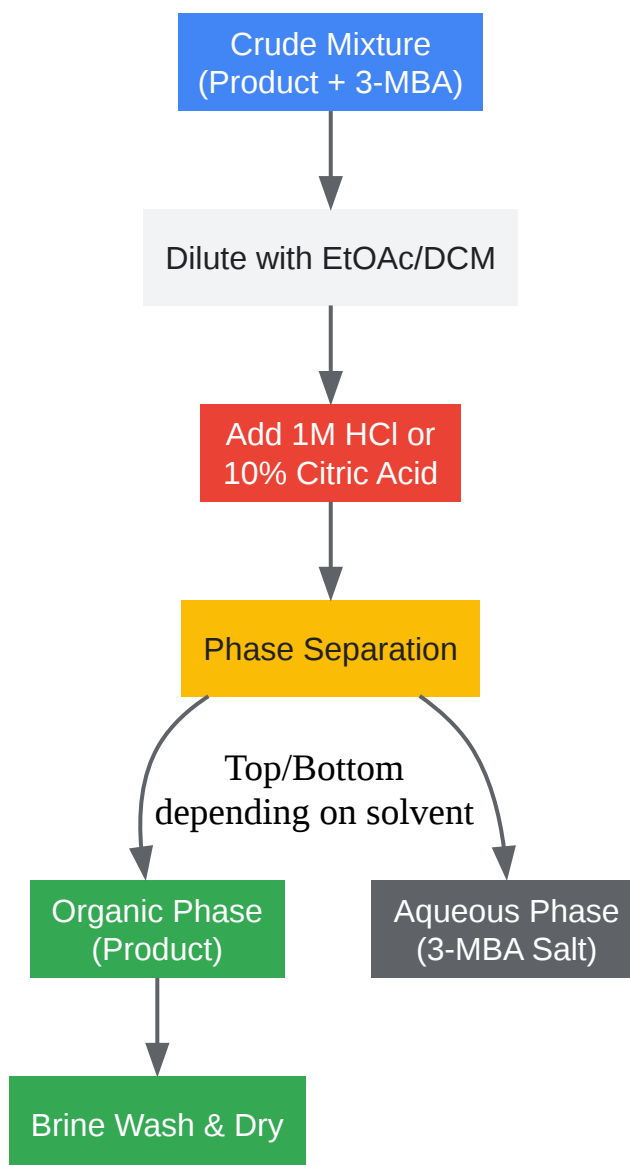 Crude Mixture
(Product + 3-MBA)
Dilute with EtOAc/DCM
Add 1M HCl or
10% Citric Acid
Phase Separation
Top/Bottom
depending on solvent
Organic Phase
(Product)
Aqueous Phase
(3-MBA Salt)
Brine Wash & Dry